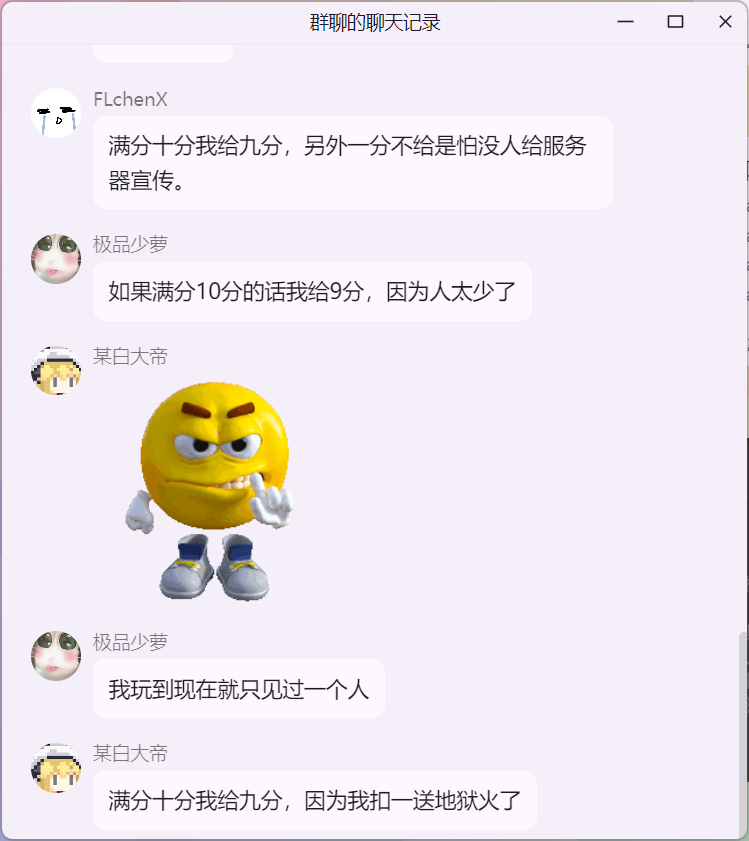 群聊的聊天记录
FLchenX
满分十分我给九分，另外一分不给是怕没人给服务
器宣传。
极品少萝
如果满分10分的话我给9分，因为人太少了
某白大帝
极品少萝
我玩到现在就只见过一个人
某白大帝
满分十分我给九分，因为我扣一送地狱火了